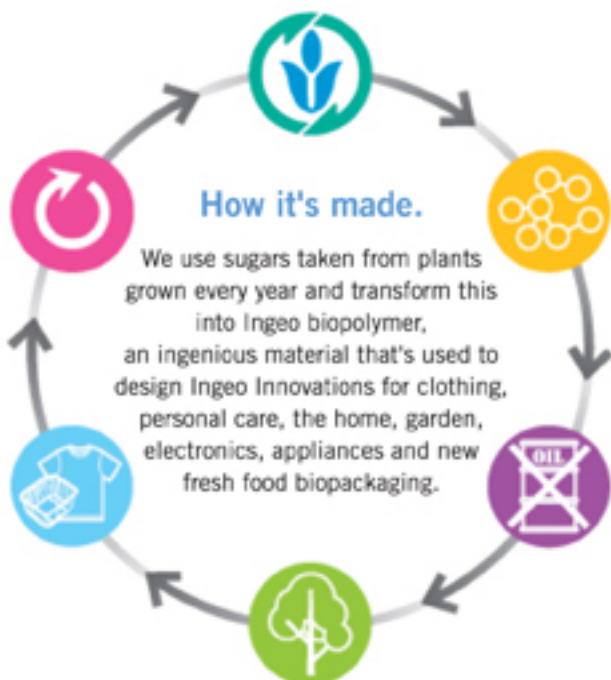 How it's made.
We use sugars taken from plants
grown every year and transform this
into Ingeo biopolymer,
an ingenious material that's used to
design Ingeo Innovations for clothing,
personal care, the home, garden,
electronics, appliances and new
fresh food biopackaging.
OIL